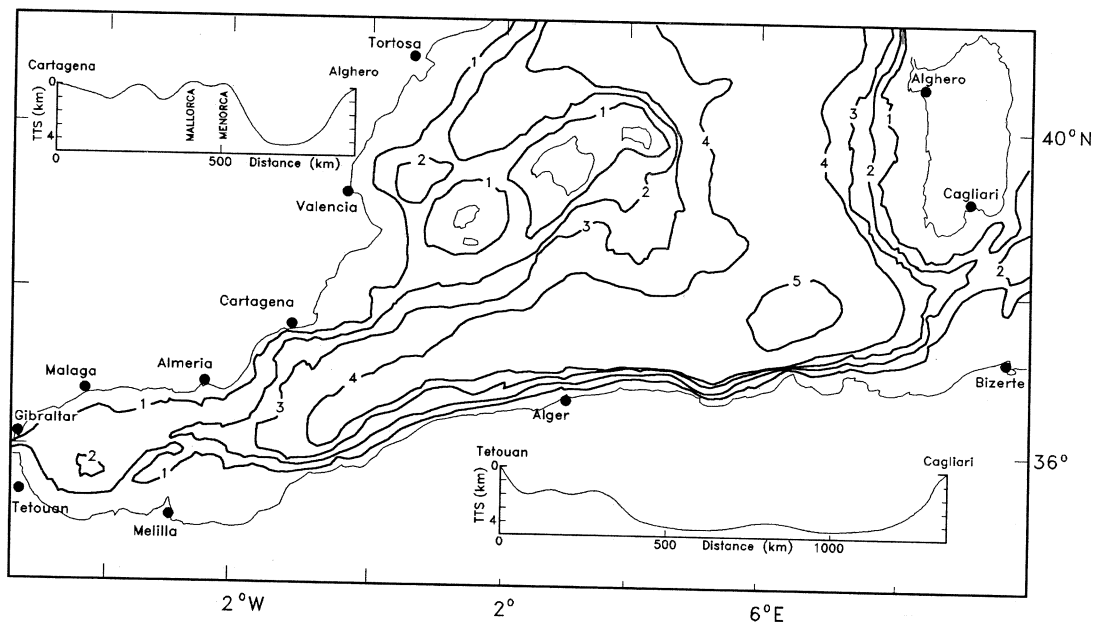 Tortosa
1
Cartagena
Alghero
0
TTS (km)
4
MALLORCA
MENORCA
0
500
Distance (km)
Alghero
3
1
1
4
40°N
4
2
2
1
2
Cagliari
Valencia
3
2
5
Cartagena
Almeria
Malaga
4
Bizerte
1
3
Gibraltar
Alger
2
1
Tetouan
Cagliari
0
TTS (km)
4
0
500
Distance (km)
1000
36°
Tetouan
Melilla
2°W
2°
6°E